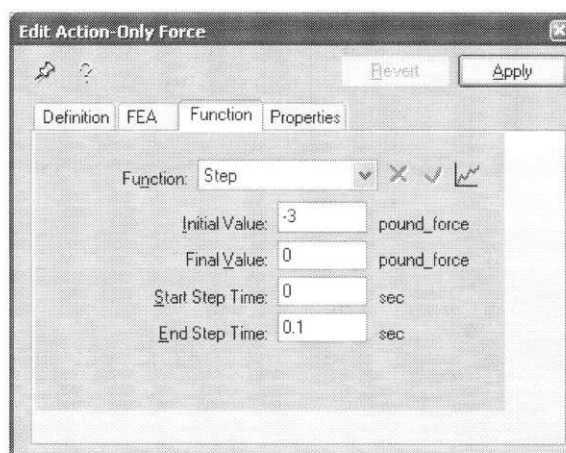 Edit Action-Only Force
?
Revert Apply
Definition FEA Function Properties
Function: Step
Initial Value: -3 pound_force
Final Value: 0 pound_force
Start Step Time: 0 sec
End Step Time: 0.1 sec